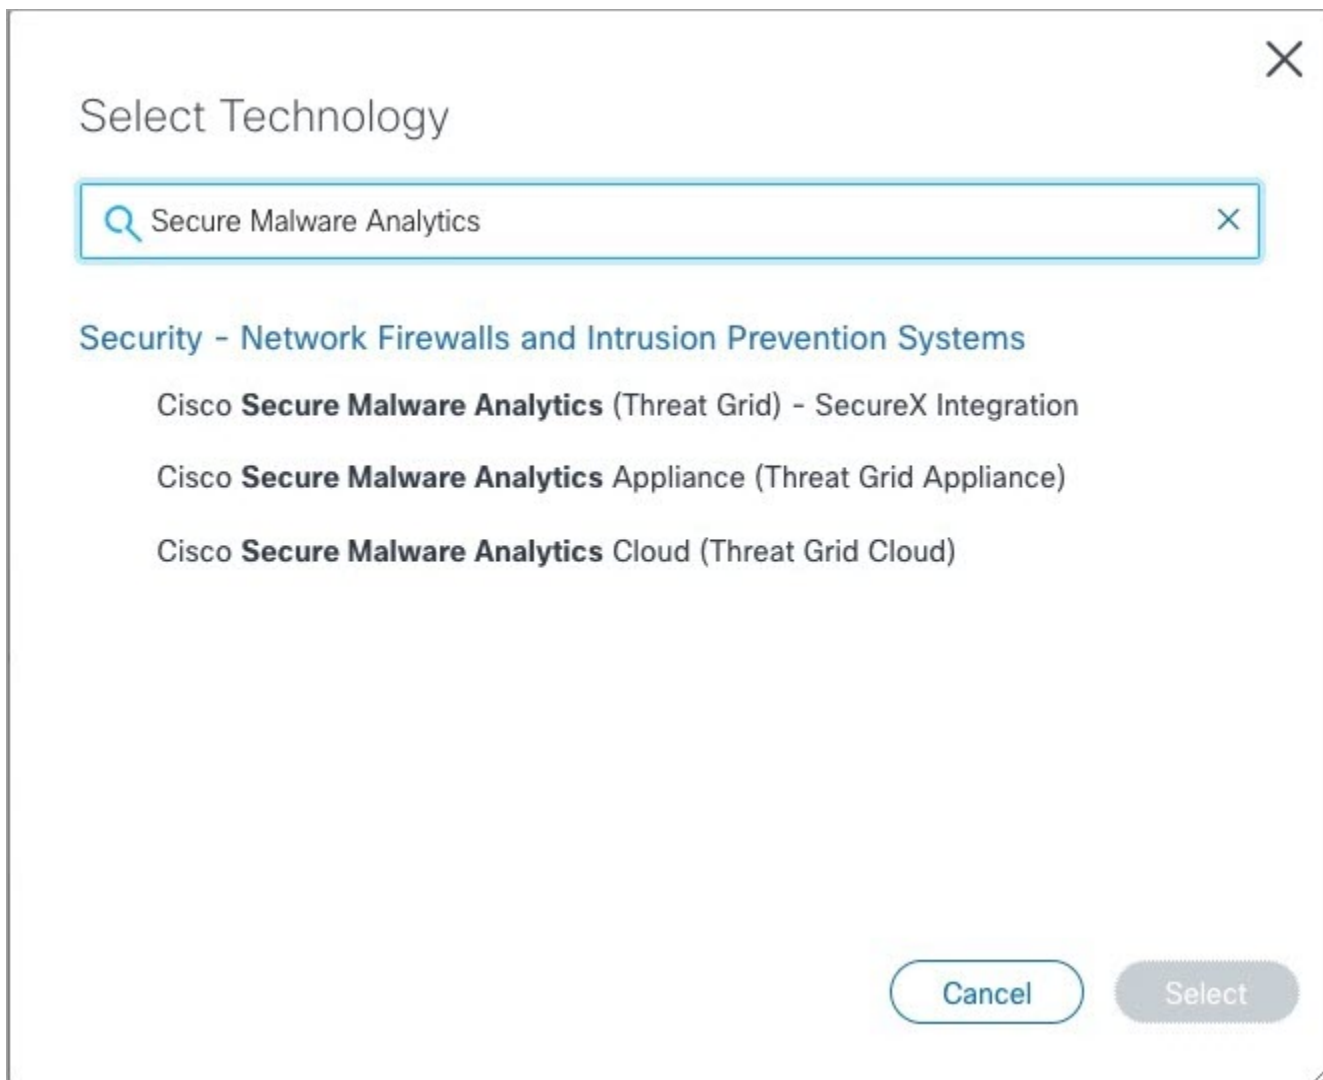 Select Technology
Secure Malware Analytics
Security - Network Firewalls and Intrusion Prevention Systems
Cisco Secure Malware Analytics (Threat Grid) - SecureX Integration
Cisco Secure Malware Analytics Appliance (Threat Grid Appliance)
Cisco Secure Malware Analytics Cloud (Threat Grid Cloud)
Cancel Select